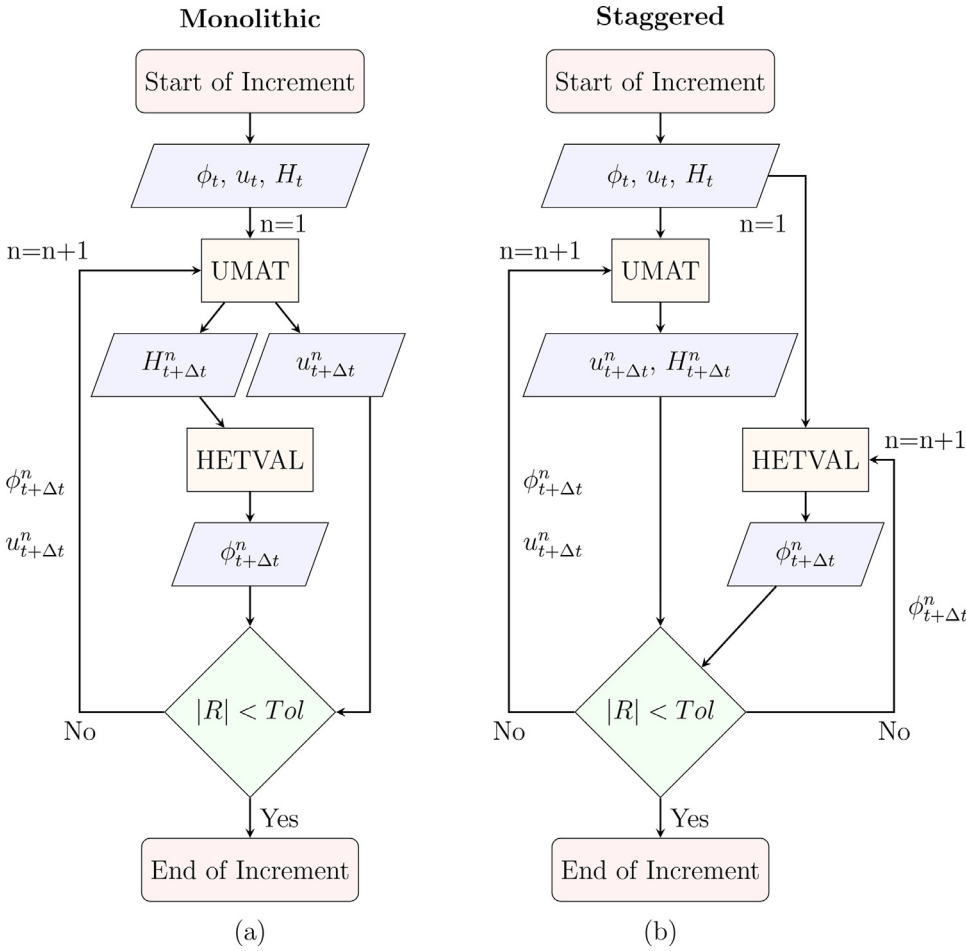 Monolithic
Start of Increment
ϕ_t, u_t, H_t
n=1
n=n+1
UMAT
H^n_{t+Δt}
u^n_{t+Δt}
HETVAL
ϕ^n_{t+Δt}
u^n_{t+Δt}
ϕ^n_{t+Δt}
|R| < Tol
No
Yes
End of Increment
(a)
Staggered
Start of Increment
ϕ_t, u_t, H_t
n=1
n=n+1
UMAT
u^n_{t+Δt}, H^n_{t+Δt}
n=n+1
HETVAL
ϕ^n_{t+Δt}
u^n_{t+Δt}
ϕ^n_{t+Δt}
ϕ^n_{t+Δt}
|R| < Tol
No
No
Yes
End of Increment
(b)